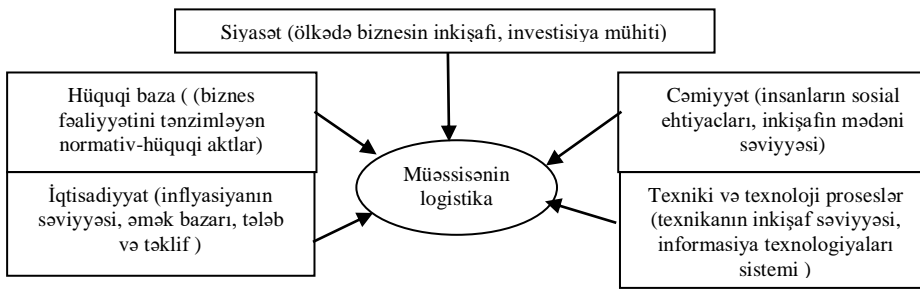 Siyasət (ölkədə biznesin inkişafı, investisiya mühiti)
Hüquqi baza ( (biznes
fəaliyyətini tənzimləyən
normativ-hüquqi aktlar)
Cəmiyyət (insanların sosial
ehtiyacları, inkişafın mədəni
səviyyəsi)
Müəssisənin
logistika
İqtisadiyyat (inflyasiyanın
səviyyəsi, əmək bazarı, tələb
və təklif )
Texniki və texnoloji proseslər
(texnikanın inkişaf səviyyəsi,
informasiya texnologiyaları
sistemi )